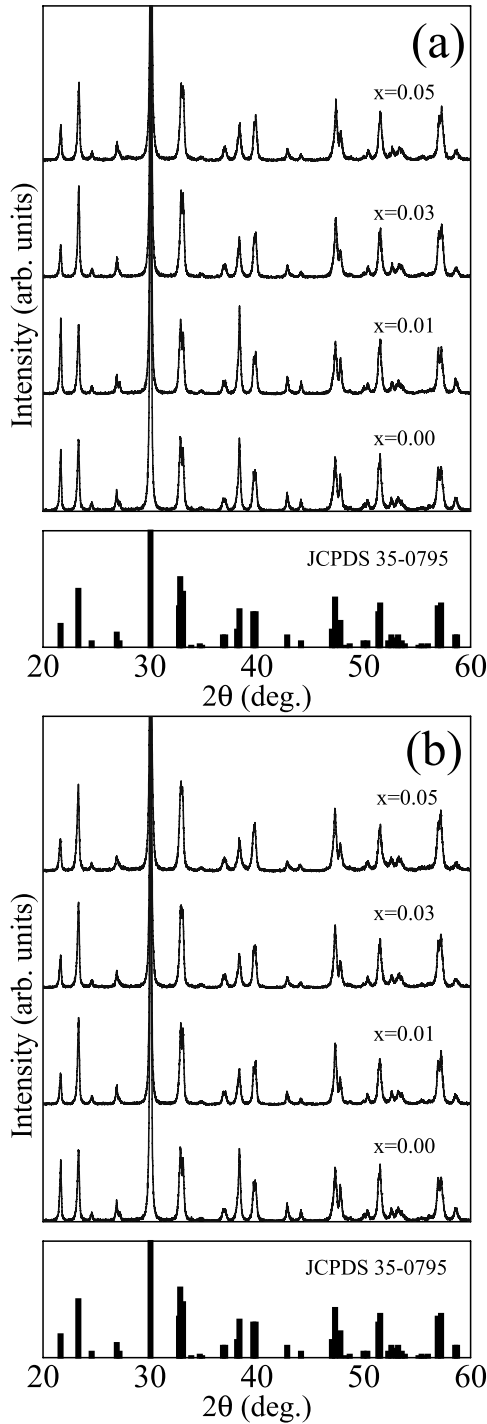 (a)
x=0.05
x=0.03
x=0.01
x=0.00
Intensity (arb. units)
JCPDS 35-0795
20 30 40 50 60
2θ (deg.)
(b)
x=0.05
x=0.03
x=0.01
x=0.00
Intensity (arb. units)
JCPDS 35-0795
20 30 40 50 60
2θ (deg.)